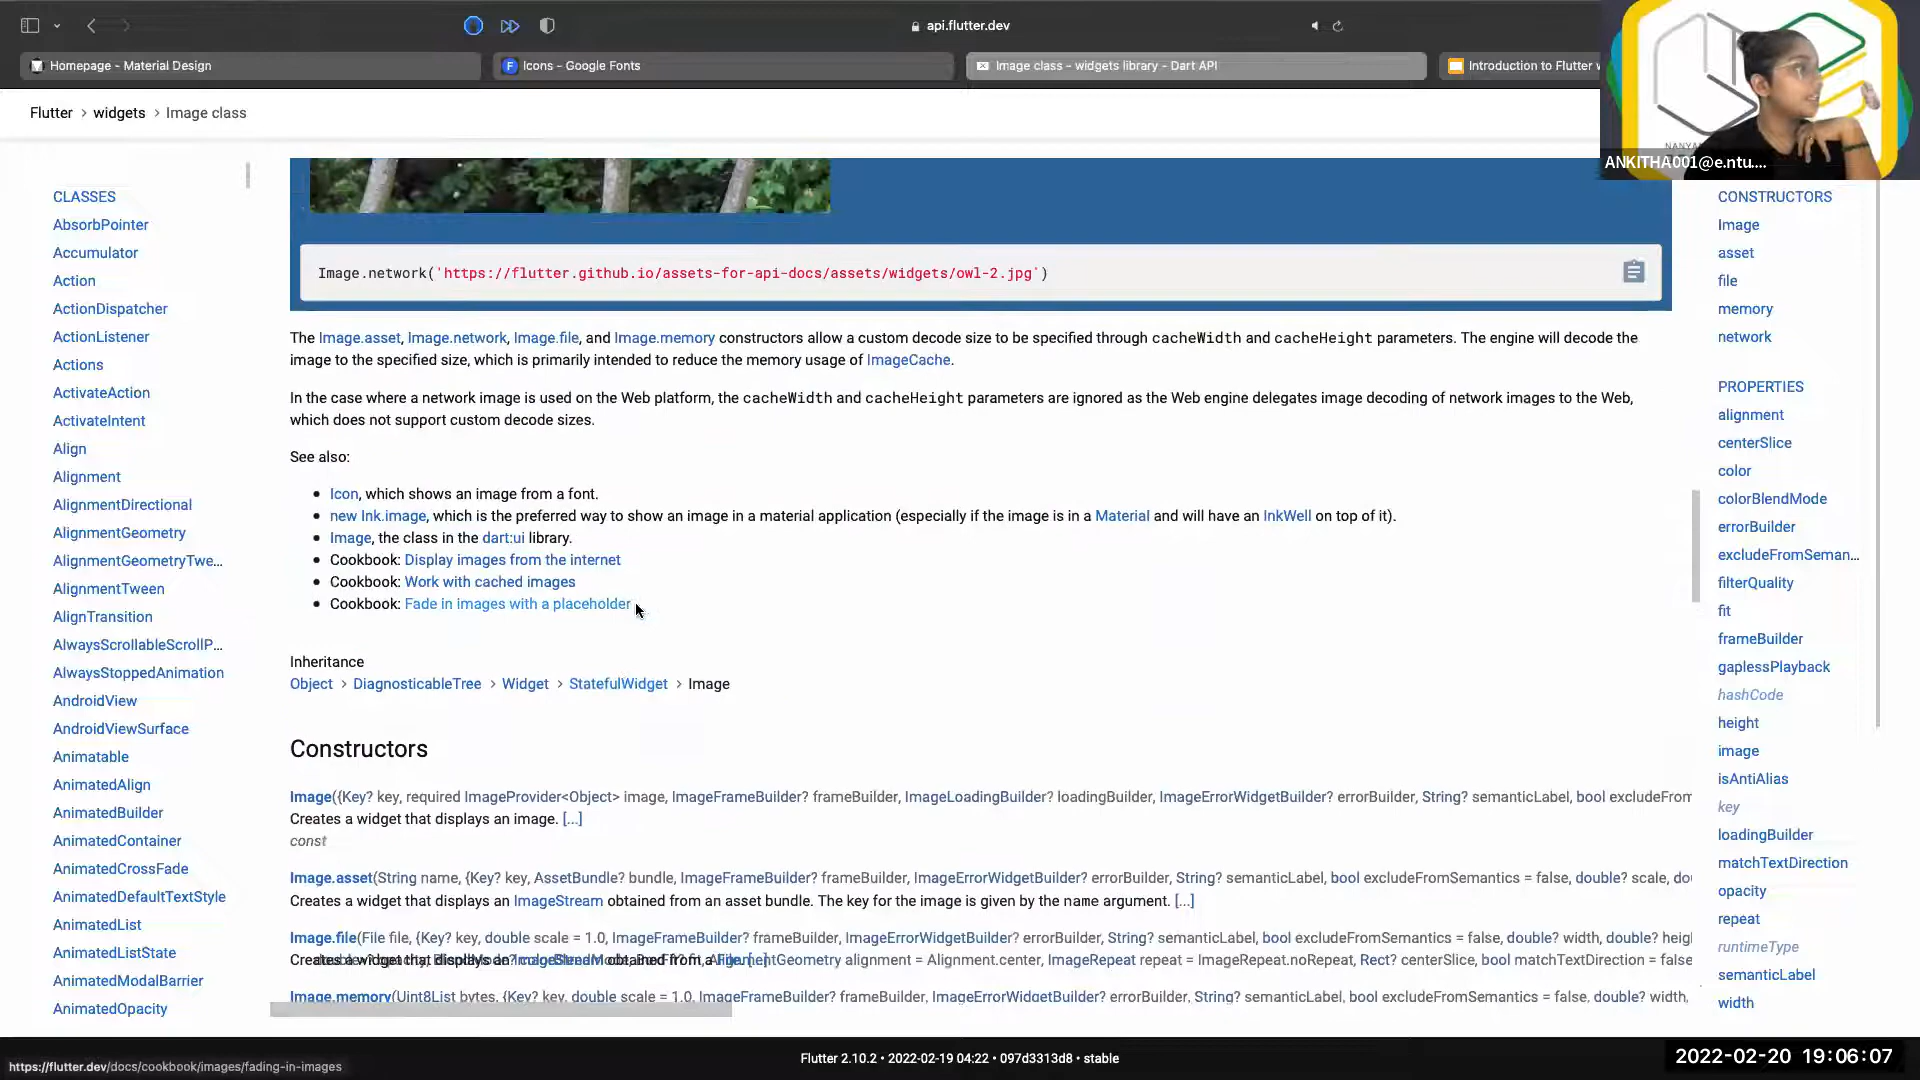 api.flutter.dev
Homepage - Material Design
Icons - Google Fonts
Image class - widgets library - Dart API
Introduction to Flutter
ANKITHA001@e.ntu....
Flutter > widgets > Image class
CLASSES
AbsorbPointer
Accumulator
Action
ActionDispatcher
ActionListener
Actions
ActivateAction
ActivateIntent
Align
Alignment
AlignmentDirectional
AlignmentGeometry
AlignmentGeometryTwe...
AlignmentTween
AlignTransition
AlwaysScrollableScrollP...
AlwaysStoppedAnimation
AndroidView
AndroidViewSurface
Animatable
AnimatedAlign
AnimatedBuilder
AnimatedContainer
AnimatedCrossFade
AnimatedDefaultTextStyle
AnimatedList
AnimatedListState
AnimatedModalBarrier
AnimatedOpacity
Image.network('https://flutter.github.io/assets-for-api-docs/assets/widgets/owl-2.jpg')
The Image.asset, Image.network, Image.file, and Image.memory constructors allow a custom decode size to be specified through cacheWidth and cacheHeight parameters. The engine will decode the
image to the specified size, which is primarily intended to reduce the memory usage of ImageCache.
In the case where a network image is used on the Web platform, the cacheWidth and cacheHeight parameters are ignored as the Web engine delegates image decoding of network images to the Web,
which does not support custom decode sizes.
See also:
• Icon, which shows an image from a font.
• new Ink.image, which is the preferred way to show an image in a material application (especially if the image is in a Material and will have an InkWell on top of it).
• Image, the class in the dart:ui library.
• Cookbook: Display images from the internet
• Cookbook: Work with cached images
• Cookbook: Fade in images with a placeholder
Inheritance
Object > DiagnosticableTree > Widget > StatefulWidget > Image
Constructors
Image({Key? key, required ImageProvider<Object> image, ImageFrameBuilder? frameBuilder, ImageLoadingBuilder? loadingBuilder, ImageErrorWidgetBuilder? errorBuilder, String? semanticLabel, bool excludeFrom
Creates a widget that displays an image. [...]
const
Image.asset(String name, {Key? key, AssetBundle? bundle, ImageFrameBuilder? frameBuilder, ImageErrorWidgetBuilder? errorBuilder, String? semanticLabel, bool excludeFromSemantics = false, double? scale, do
Creates a widget that displays an ImageStream obtained from an asset bundle. The key for the image is given by the name argument. [...]
Image.file(File file, {Key? key, double scale = 1.0, ImageFrameBuilder? frameBuilder, ImageErrorWidgetBuilder? errorBuilder, String? semanticLabel, bool excludeFromSemantics = false, double? width, double? heig
alignment = Alignment.center, ImageRepeat repeat = ImageRepeat.noRepeat, Rect? centerSlice, bool matchTextDirection = false
Image.memory(Uint8List bytes, {Key? key, double scale = 1.0, ImageFrameBuilder? frameBuilder, ImageErrorWidgetBuilder? errorBuilder, String? semanticLabel, bool excludeFromSemantics = false, double? width,
CONSTRUCTORS
Image
asset
file
memory
network
PROPERTIES
alignment
centerSlice
color
colorBlendMode
errorBuilder
excludeFromSeman...
filterQuality
fit
frameBuilder
gaplessPlayback
hashCode
height
image
isAntiAlias
key
loadingBuilder
matchTextDirection
opacity
repeat
runtimeType
semanticLabel
width
https://flutter.dev/docs/cookbook/images/fading-in-images
Flutter 2.10.2 • 2022-02-19 04:22 • 097d3313d8 • stable
2022-02-20 19:06:07